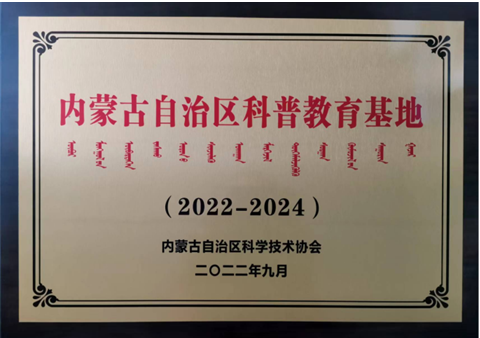 内蒙古自治区科普教育基地
（2022-2024）
内蒙古自治区科学技术协会
二〇二二年九月